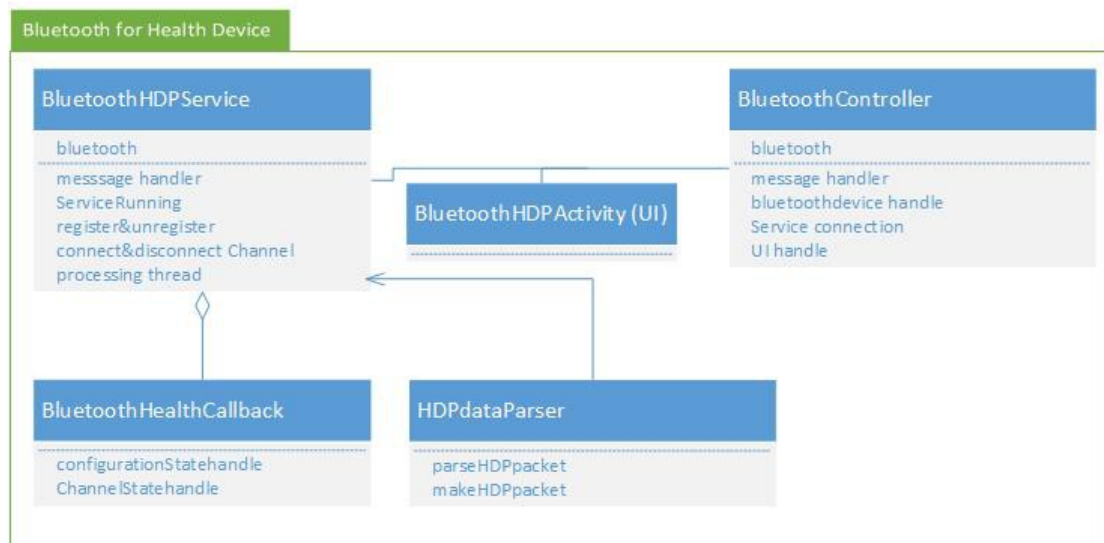 Bluetooth for Health Device
BluetoothHDPService
bluetooth
messsage handler
ServiceRunning
register&unregister
connect&disconnect Channel
processing thread
BluetoothHDPActivity (UI)
BluetoothController
bluetooth
message handler
bluetoothdevice handle
Service connection
UI handle
BluetoothHealthCallback
configurationStatehandle
ChannelStatehandle
HDPdataParser
parseHDPpacket
makeHDPpacket